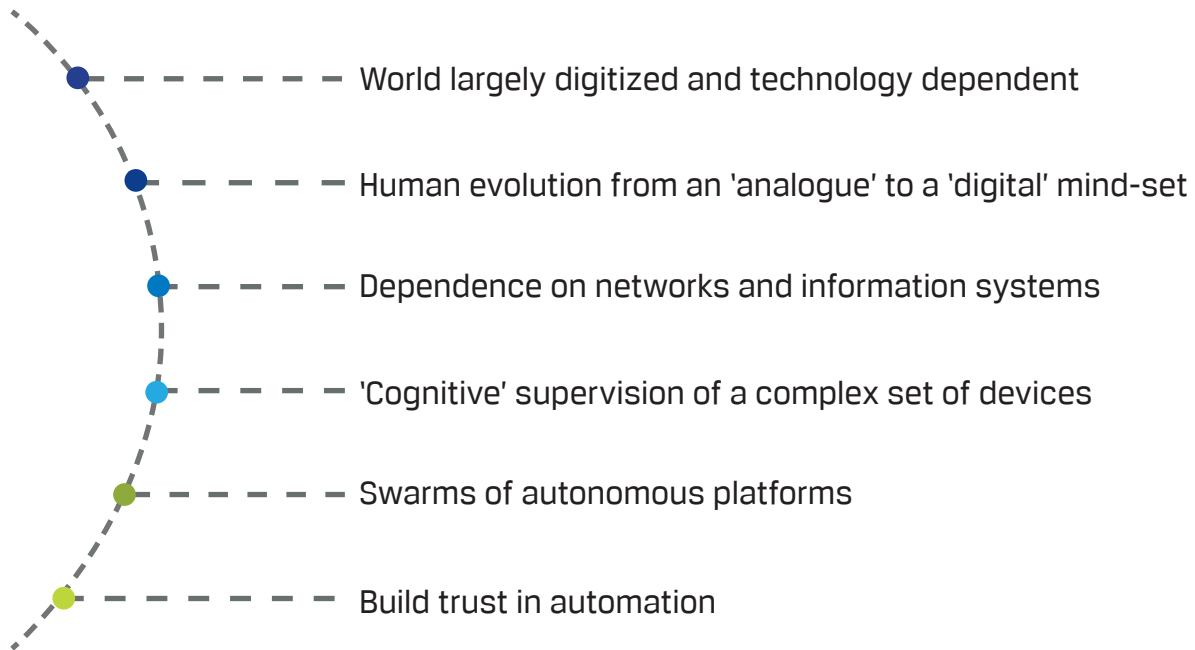 World largely digitized and technology dependent
Human evolution from an ‘analogue’ to a ‘digital’ mind-set
Dependence on networks and information systems
‘Cognitive’ supervision of a complex set of devices
Swarms of autonomous platforms
Build trust in automation